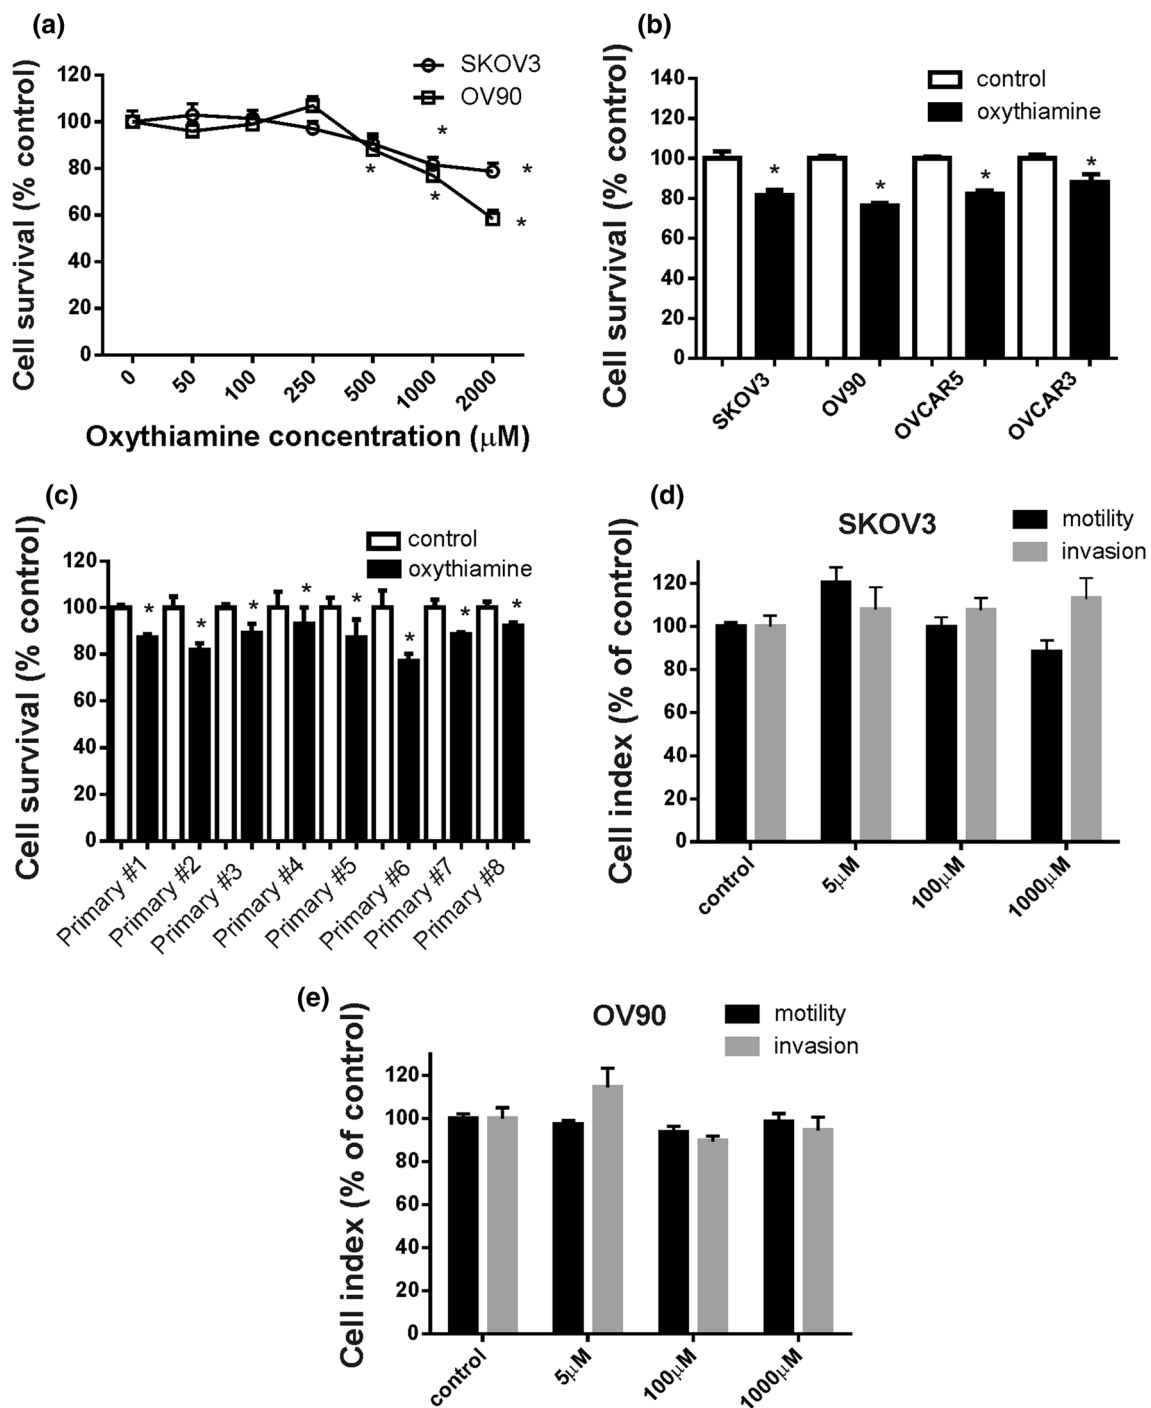 (a)
SKOV3
OV90
Cell survival (% control)
120
100
80
60
40
20
0
* * * * *
0 50 100 250 500 1000 2000
Oxythiamine concentration (μM)
(b)
control
oxythiamine
Cell survival (% control)
140
120
100
80
60
40
20
0
* * * *
SKOV3 OV90 OVCAR5 OVCAR3
(c)
control
oxythiamine
Cell survival (% control)
120
100
80
60
40
20
0
* * * * * * * *
Primary #1 Primary #2 Primary #3 Primary #4 Primary #5 Primary #6 Primary #7 Primary #8
(d)
SKOV3
motility
invasion
Cell index (% of control)
120
100
80
60
40
20
0
control 5μM 100μM 1000μM
(e)
OV90
motility
invasion
Cell index (% of control)
120
100
80
60
40
20
0
control 5μM 100μM 1000μM